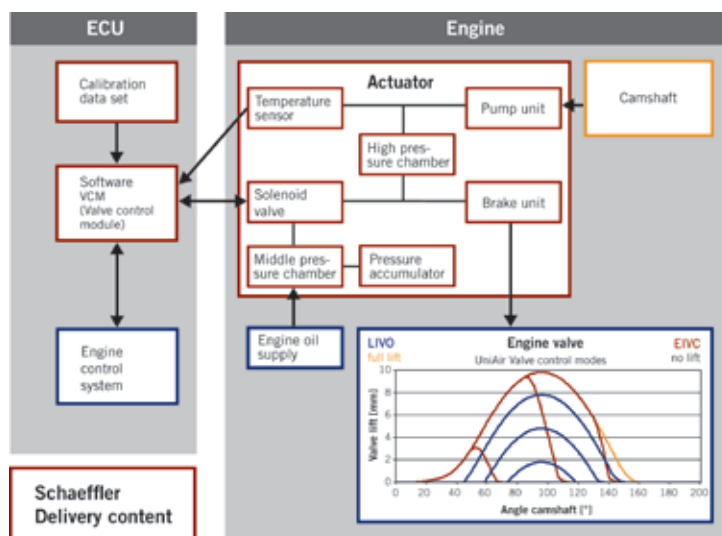 ECU
Engine
Calibration
data set
Software
VCM
(Valve control
module)
Engine
control
system
Schaeffler
Delivery content
Actuator
Temperature
sensor
Pump unit
Camshaft
High pres-
sure chamber
Solenoid
valve
Brake unit
Middle pres-
sure chamber
Pressure
accumulator
Engine oil
supply
LIVO
full lift
Engine valve
UniAir Valve control modes
EIVC
no lift
Valve lift [mm]
10
8
6
4
2
0
0 20 40 60 80 100 120 140 160 180 200
Angle camshaft [°]